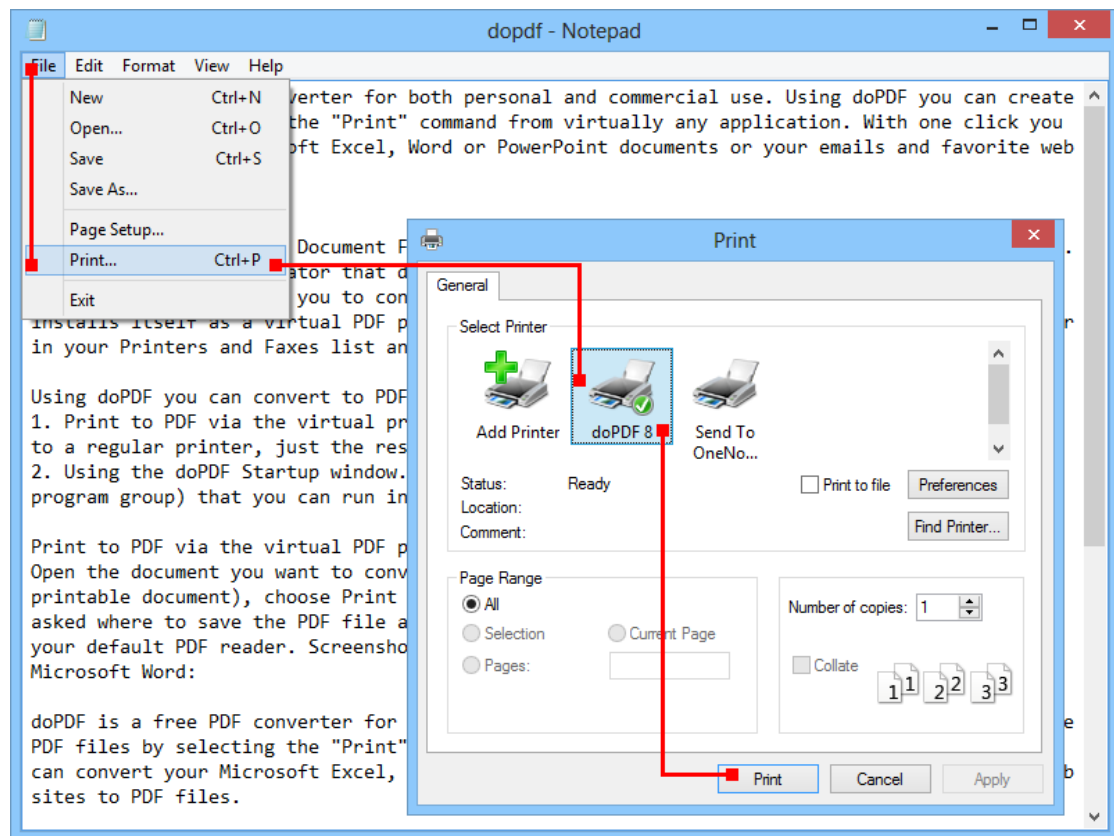 dopdf - Notepad
File Edit Format View Help
New Ctrl+N
Open... Ctrl+O
Save Ctrl+S
Save As...
Page Setup...
Print... Ctrl+P
Exit
verter for both personal and commercial use. Using doPDF you can create
the "Print" command from virtually any application. With one click you
oft Excel, Word or PowerPoint documents or your emails and favorite web
Document F
ator that d
you to con
installs itself as a virtual PDF p
in your Printers and Faxes list an
Using doPDF you can convert to PDF
1. Print to PDF via the virtual pr
to a regular printer, just the res
2. Using the doPDF Startup window.
program group) that you can run in
Print to PDF via the virtual PDF p
Open the document you want to conv
printable document), choose Print
asked where to save the PDF file a
your default PDF reader. Screensho
Microsoft Word:
doPDF is a free PDF converter for
PDF files by selecting the "Print"
can convert your Microsoft Excel,
sites to PDF files.
.
r
e
b
Print
General
Select Printer
Add Printer
doPDF 8
Send To
OneNo...
Status: Ready
Location:
Comment:
Print to file
Preferences
Find Printer...
Page Range
All
Selection
Current Page
Pages:
Number of copies: 1
Collate
1 1 2 2 3 3
Print Cancel Apply